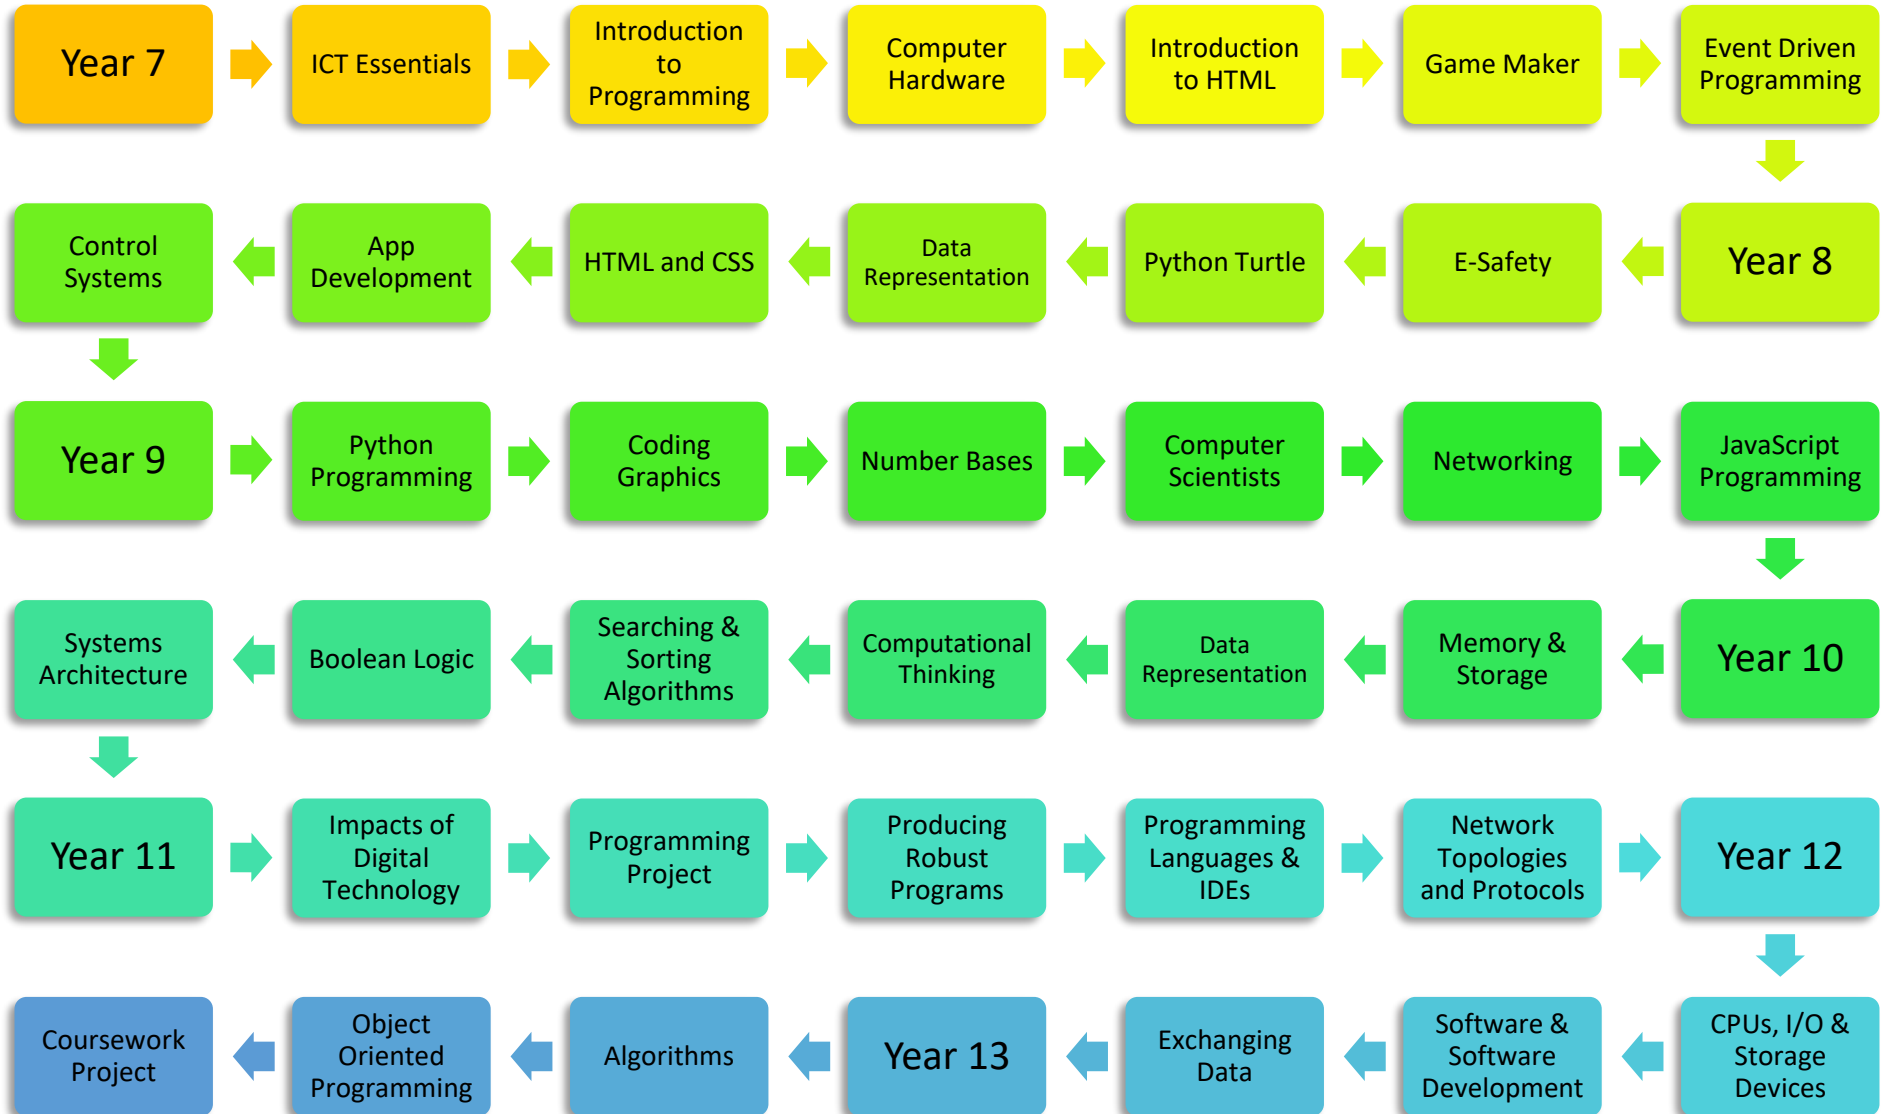 Year 7
ICT Essentials
Introduction
to
Programming
Computer
Hardware
Introduction
to HTML
Game Maker
Event Driven
Programming
Year 8
E-Safety
Python Turtle
Data
Representation
HTML and CSS
App
Development
Control
Systems
Year 9
Python
Programming
Coding
Graphics
Number Bases
Computer
Scientists
Networking
JavaScript
Programming
Year 10
Memory &
Storage
Data
Representation
Computational
Thinking
Searching &
Sorting
Algorithms
Boolean Logic
Systems
Architecture
Year 11
Impacts of
Digital
Technology
Programming
Project
Producing
Robust
Programs
Programming
Languages &
IDEs
Network
Topologies
and Protocols
Year 12
CPUs, I/O &
Storage
Devices
Software &
Software
Development
Exchanging
Data
Year 13
Algorithms
Object
Oriented
Programming
Coursework
Project